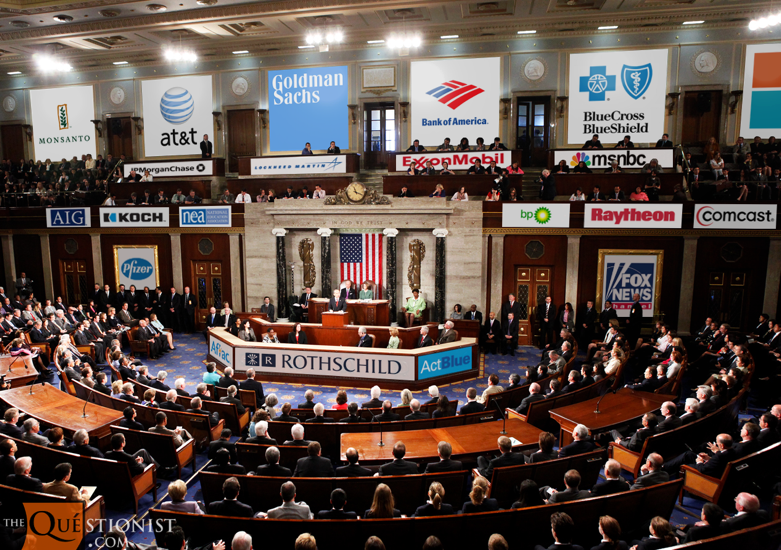 MONSANTO
at&t
Goldman
Sachs
Bank of America.
BlueCross
BlueShield
JPMorganChase
LOCKHEED MARTIN
ExxonMobil
msnbc
AIG
KOCH
nea
bp
Raytheon
Comcast
Pfizer
FOX
NEWS
Aflac
R
ROTHSCHILD
ActBlue
THE QUESTIONIST
.COM